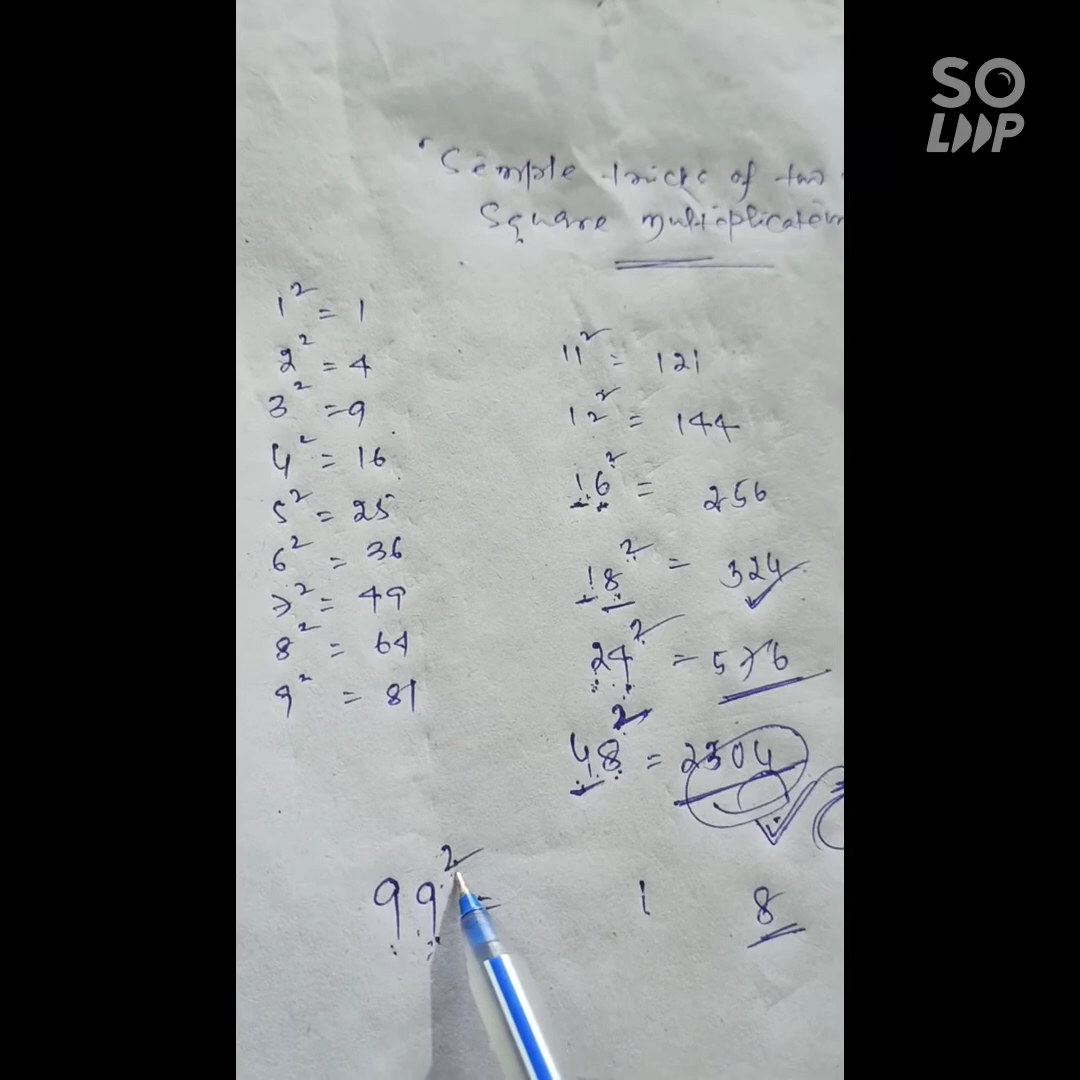 SO
LOOP
Semple tricks of two
Square multiplication
1² = 1
2² = 4
3² = 9
4² = 16
5² = 25
6² = 36
7² = 49
8² = 64
9² = 81
11² = 121
12² = 144
16² = 256
18² = 324
24² = 576
48² = 2304
99² = 1 8